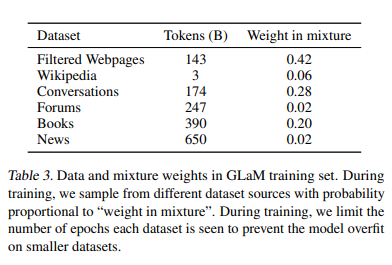 Dataset Tokens (B) Weight in mixture
Filtered Webpages 143 0.42
Wikipedia 3 0.06
Conversations 174 0.28
Forums 247 0.02
Books 390 0.20
News 650 0.02
Table 3. Data and mixture weights in GLaM training set. During
training, we sample from different dataset sources with probability
proportional to “weight in mixture”. During training, we limit the
number of epochs each dataset is seen to prevent the model overfit
on smaller datasets.